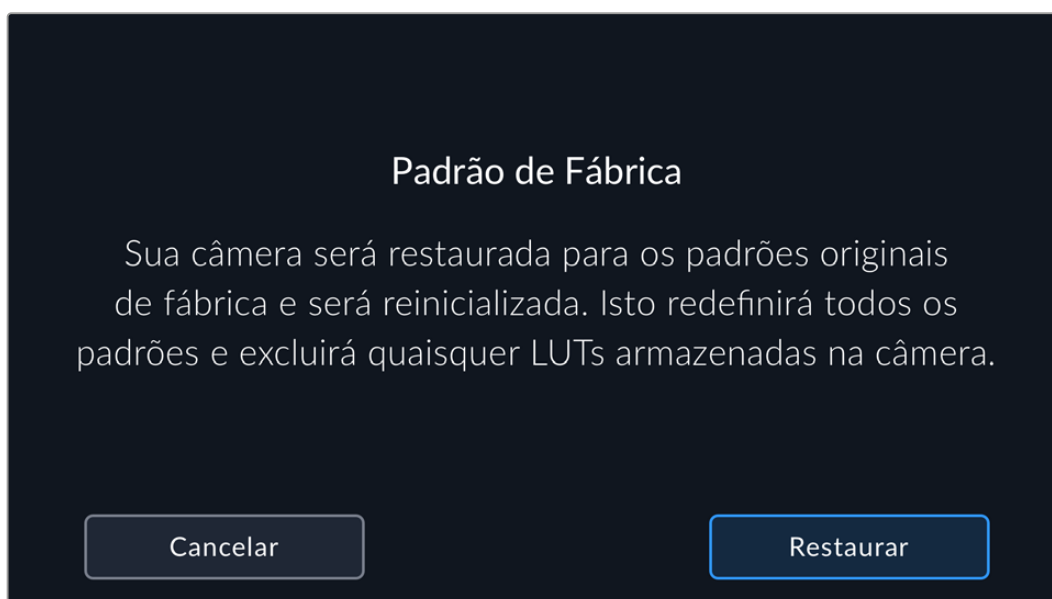 Padrão de Fábrica
Sua câmera será restaurada para os padrões originais
de fábrica e será reinicializada. Isto redefinirá todos os
padrões e excluirá quaisquer LUTs armazenadas na câmera.
Cancelar
Restaurar